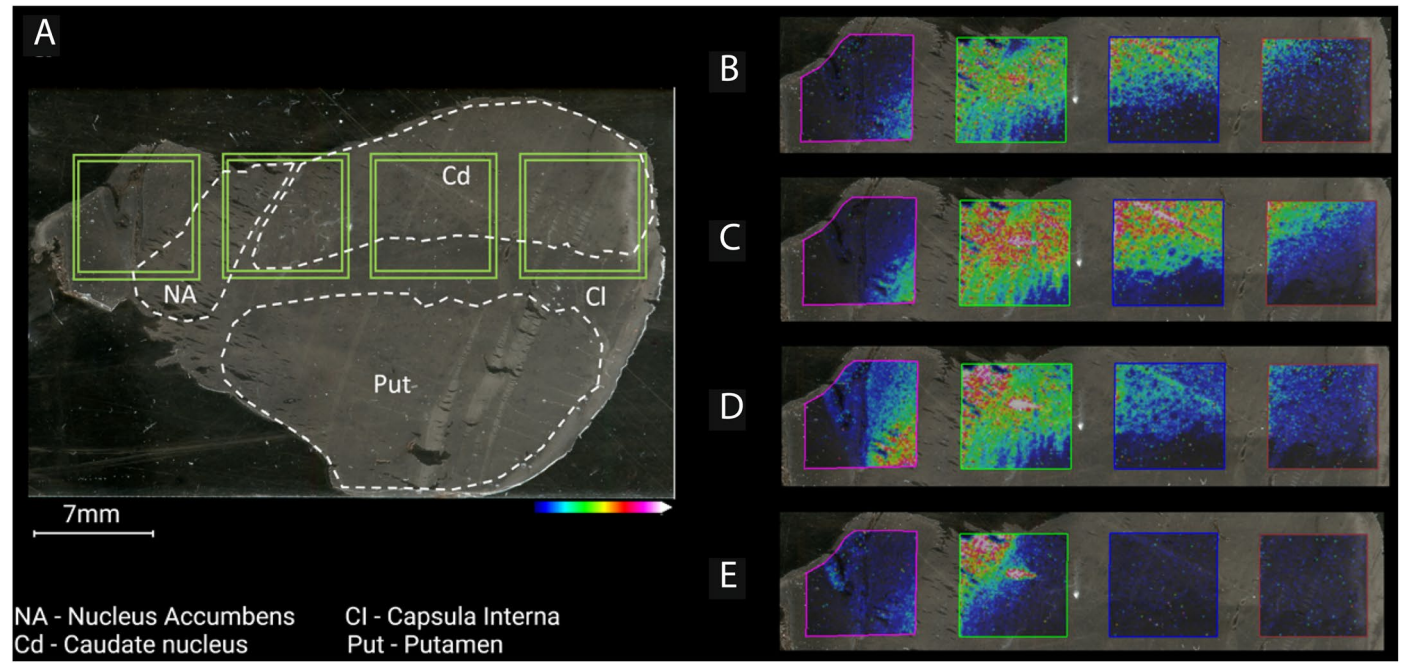 A
Cd
NA
CI
Put
7mm
NA - Nucleus Accumbens
CI - Capsula Interna
Cd - Caudate nucleus
Put - Putamen
B
C
D
E